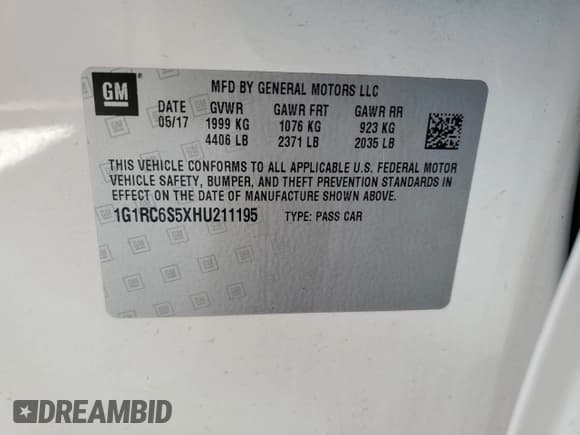 GM
MFD BY GENERAL MOTORS LLC
DATE GVWR GAWR FRT GAWR RR
05/17 1999 KG 1076 KG 923 KG
4406 LB 2371 LB 2035 LB
THIS VEHICLE CONFORMS TO ALL APPLICABLE U.S. FEDERAL MOTOR
VEHICLE SAFETY, BUMPER, AND THEFT PREVENTION STANDARDS IN
EFFECT ON THE DATE OF MANUFACTURE SHOWN ABOVE.
1G1RC6S5XHU211195 TYPE: PASS CAR
DREAMBID